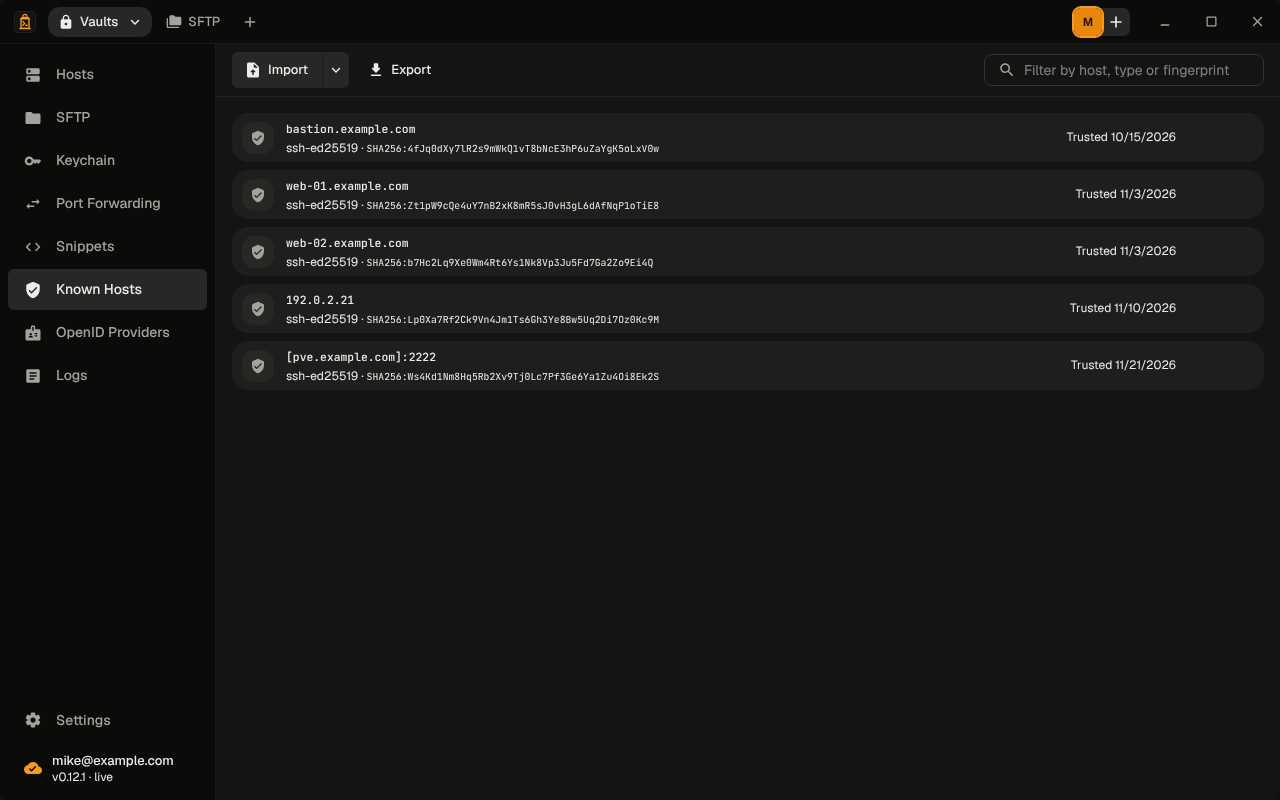 Vaults
SFTP
M
Hosts
SFTP
Keychain
Port Forwarding
Snippets
Known Hosts
OpenID Providers
Logs
Settings
mike@example.com
v0.12.1 · live
Import
Export
Filter by host, type or fingerprint
bastion.example.com
ssh-ed25519 · SHA256:4fJq0dXy7lR2s9mWkQ1vT8bNcE3hP6uZaYgK5oLxV0w
Trusted 10/15/2026
web-01.example.com
ssh-ed25519 · SHA256:Zt1pW9cQe4uY7nB2xK8mR5sJ0vH3gL6dAfNqP1oTiE8
Trusted 11/3/2026
web-02.example.com
ssh-ed25519 · SHA256:b7Hc2Lq9Xe0Wm4Rt6Ys1Nk8Vp3Ju5Fd7Ga2Zo9Ei4Q
Trusted 11/3/2026
192.0.2.21
ssh-ed25519 · SHA256:Lp0Xa7Rf2Ck9Vn4Jm1Ts6Gh3Ye8Bw5Uq2Di7Oz0Kc9M
Trusted 11/10/2026
[pve.example.com]:2222
ssh-ed25519 · SHA256:Ws4Kd1Nm8Hq5Rb2Xv9Tj0Lc7Pf3Ge6Ya1Zu4Oi8Ek2S
Trusted 11/21/2026